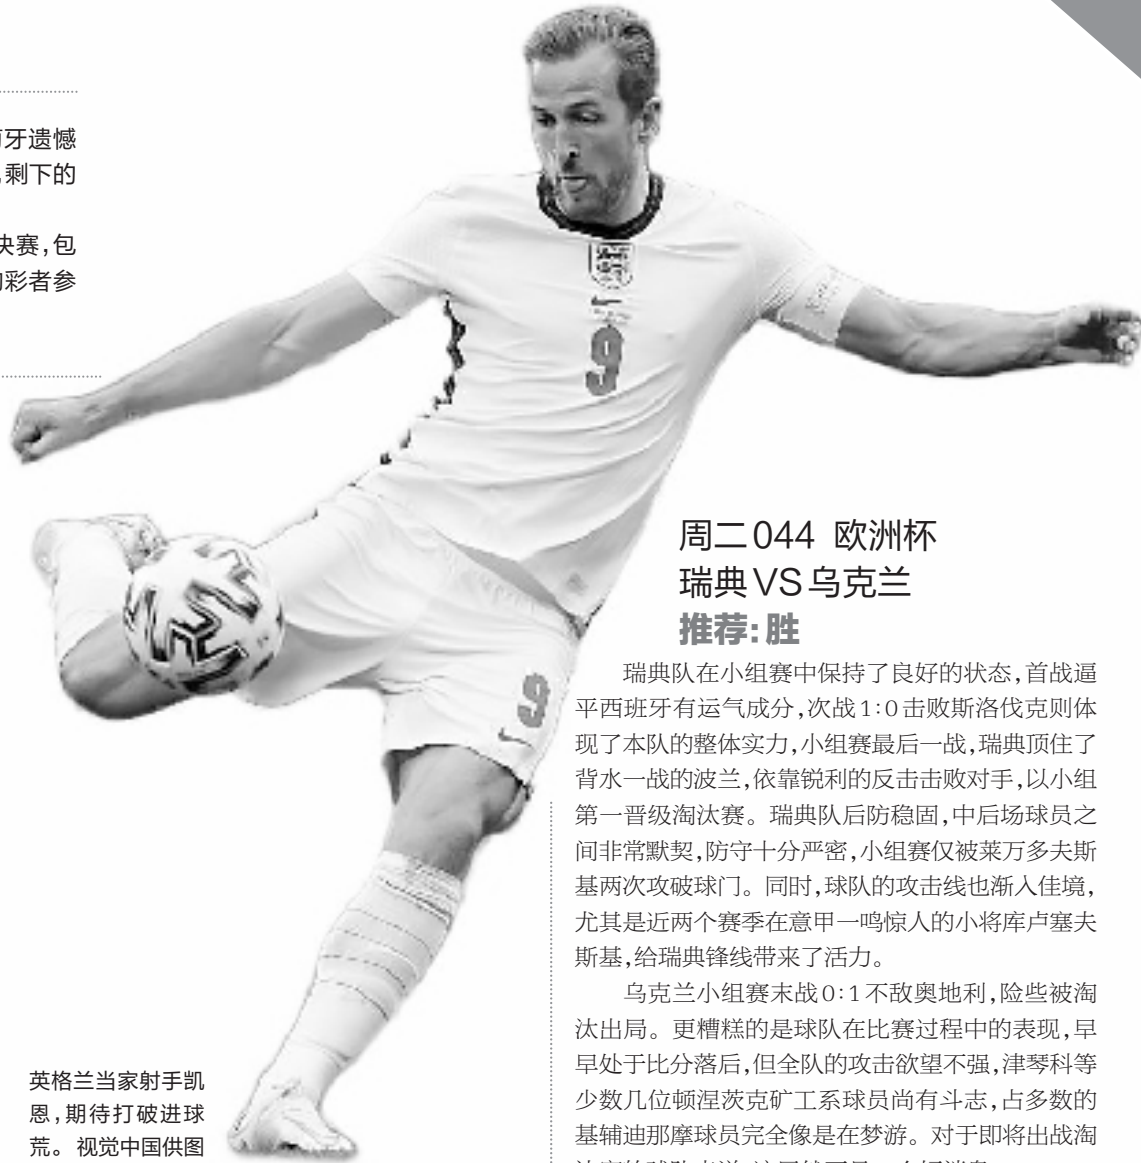 牙遗憾
剩下的
决赛,包
彩者参
9
9
周二044 欧洲杯
瑞典VS乌克兰
推荐:胜
瑞典队在小组赛中保持了良好的状态,首战逼
平西班牙有运气成分,次战1:0击败斯洛伐克则体
现了本队的整体实力,小组赛最后一战,瑞典顶住了
背水一战的波兰,依靠锐利的反击击败对手,以小组
第一晋级淘汰赛。瑞典队后防稳固,中后场球员之
间非常默契,防守十分严密,小组赛仅被莱万多夫斯
基两次攻破球门。同时,球队的攻击线也渐入佳境,
尤其是近两个赛季在意甲一鸣惊人的小将库卢塞夫
斯基,给瑞典锋线带来了活力。
乌克兰小组赛末战0:1不敌奥地利,险些被淘
汰出局。更糟糕的是球队在比赛过程中的表现,早
早处于比分落后,但全队的攻击欲望不强,津琴科等
少数几位顿涅茨克矿工系球员尚有斗志,占多数的
基辅迪那摩球员完全像是在梦游。对于即将出战淘
英格兰当家射手凯
恩,期待打破进球
荒。视觉中国供图